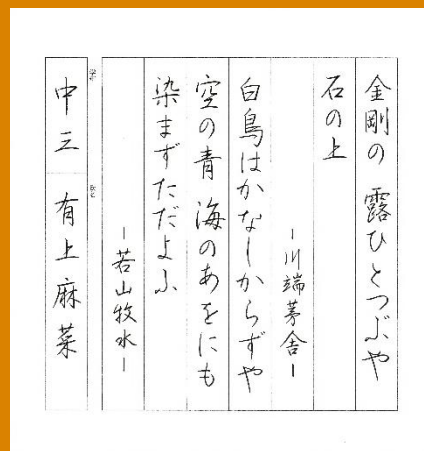 金剛の 露ひとつぶや
石の上
ー川端茅舎ー
白鳥はかなしからずや
空の青 海のあをにも
染まずただよふ
ー若山牧水ー
中三 有上麻菜